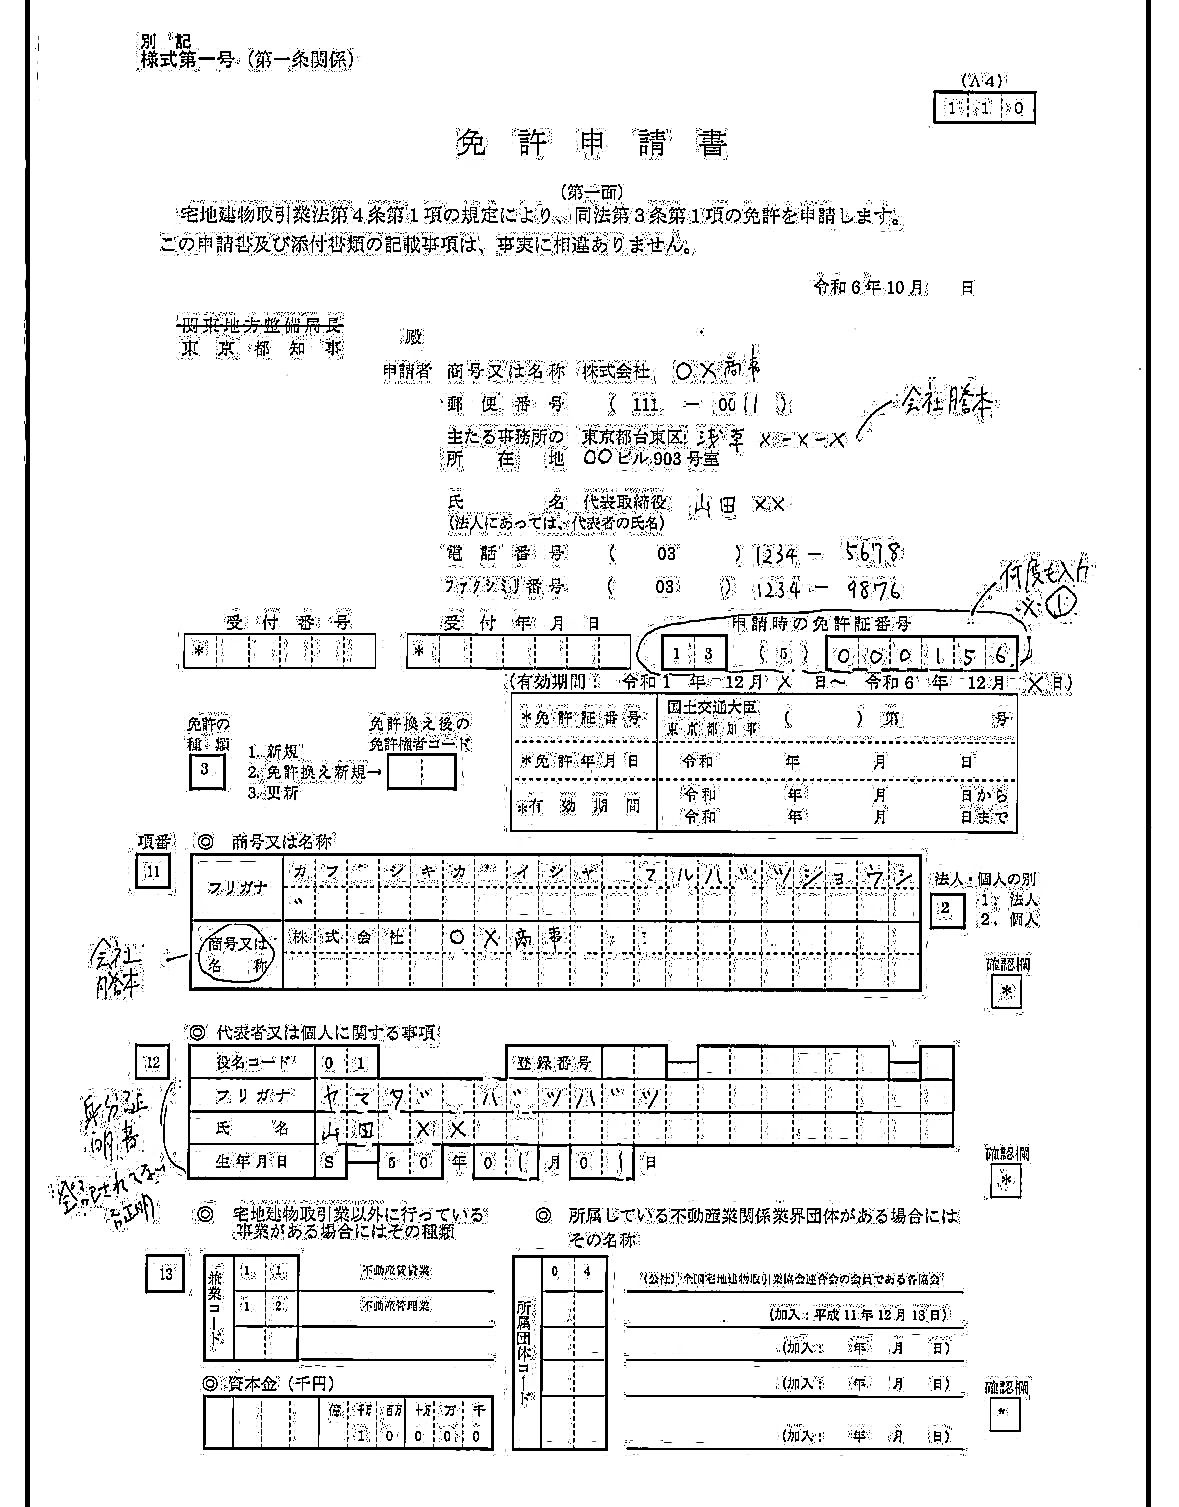 別記
様式第一号（第一条関係）
（A4）
1 1 0
免許申請書
（第一面）
宅地建物取引業法第4条第1項の規定により、同法第3条第1項の免許を申請します。
この申請書及び添付書類の記載事項は、事実に相違ありません。
令和6年10月　　日
関東地方整備局長
東京都知事　殿
申請者　商号又は名称　株式会社　○×商事
郵便番号　（111－0011）
会社謄本
主たる事務所の　東京都台東区浅草×-×-×
所在地　○○ビル903号室
氏名　代表取締役　山田××
（法人にあっては、代表者の氏名）
電話番号　（03）1234－5678
ファクシミリ番号　（03）1234－9876
何度も入力
※①
受付番号　受付年月日　申請時の免許証番号
*　*　13（5）000156
（有効期間：令和1年12月×日～令和6年12月×日）
*免許証番号　国土交通大臣　東京都知事（　）第　号
*免許年月日　令和　年　月　日
*有効期間　令和　年　月　日から
令和　年　月　日まで
免許の種類　免許換え後の免許権者コード
3
1. 新規
2. 免許換え新規→
3. 更新
項番　◎　商号又は名称
11
フリガナ　カブシキガイシャ　マルバツショウジ
法人・個人の別
2
1. 法人
2. 個人
商号又は名称　株式会社　○×商事
会社謄本
確認欄
*
◎　代表者又は個人に関する事項
12
役名コード　01　登録番号
フリガナ　ヤマダ　バツバツ
氏名　山田　××
生年月日　S－50年01月01日
身分証明書
登記されてない証明
確認欄
*
◎　宅地建物取引業以外に行っている事業がある場合にはその種類
◎　所属している不動産業関係業界団体がある場合にはその名称
13
兼業コード
11　不動産賃貸業
12　不動産管理業
所属団体コード
04　（公社）全国宅地建物取引業協会連合会の会員である各協会
（加入：平成11年12月13日）
（加入：　年　月　日）
（加入：　年　月　日）
（加入：　年　月　日）
◎　資本金（千円）
億　千万　百万　十万　万　千
1 0 0 0 0
確認欄
*